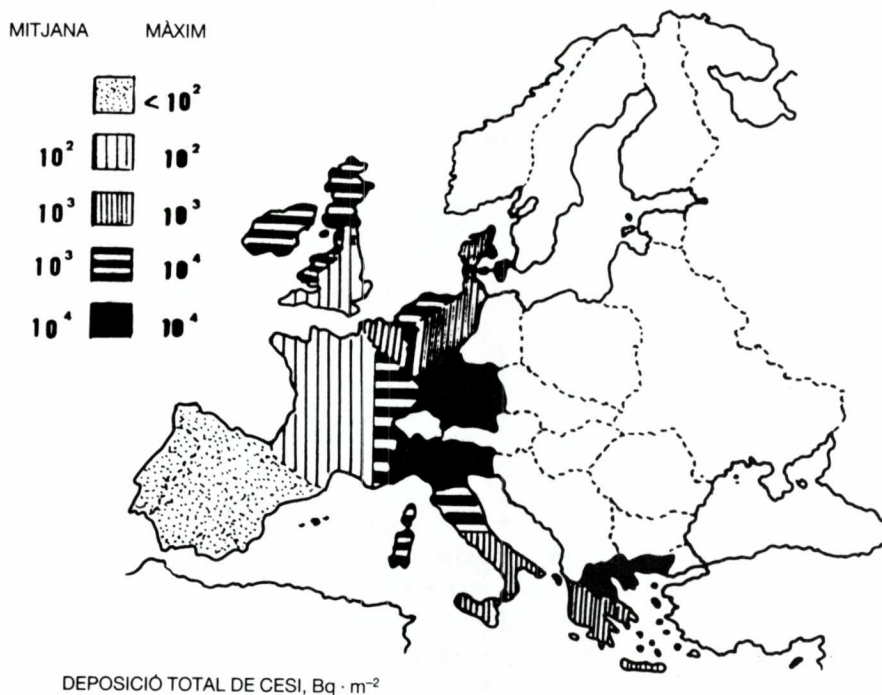 MITJANA MÀXIM
< 10²
10² 10²
10³ 10³
10³ 10⁴
10⁴ 10⁴
DEPOSICIÓ TOTAL DE CESI, Bq · m⁻²